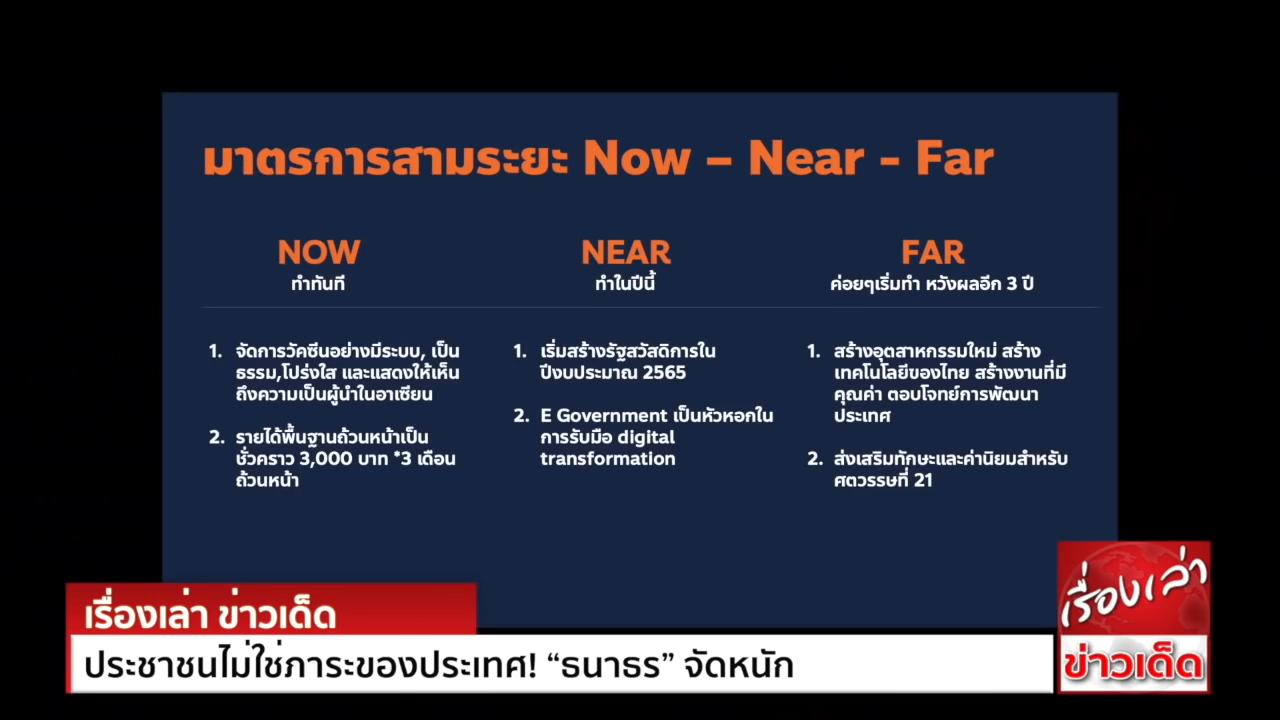 มาตรการสามระยะ Now – Near - Far
NOW
ทำทันที
1. จัดการวัคซีนอย่างมีระบบ, เป็น
ธรรม,โปร่งใส และแสดงให้เห็น
ถึงความเป็นผู้นำในอาเซียน
2. รายได้พื้นฐานถ้วนหน้าเป็น
ชั่วคราว 3,000 บาท *3 เดือน
ถ้วนหน้า
NEAR
ทำในปีนี้
1. เริ่มสร้างรัฐสวัสดิการใน
ปีงบประมาณ 2565
2. E Government เป็นหัวหอกใน
การรับมือ digital
transformation
FAR
ค่อยๆเริ่มทำ หวังผลอีก 3 ปี
1. สร้างอุตสาหกรรมใหม่ สร้าง
เทคโนโลยีของไทย สร้างงานที่มี
คุณค่า ตอบโจทย์การพัฒนา
ประเทศ
2. ส่งเสริมทักษะและค่านิยมสำหรับ
ศตวรรษที่ 21
เรื่องเล่า ข่าวเด็ด
ประชาชนไม่ใช่ภาระของประเทศ! “ธนาธร” จัดหนัก
เรื่องเล่า
ข่าวเด็ด